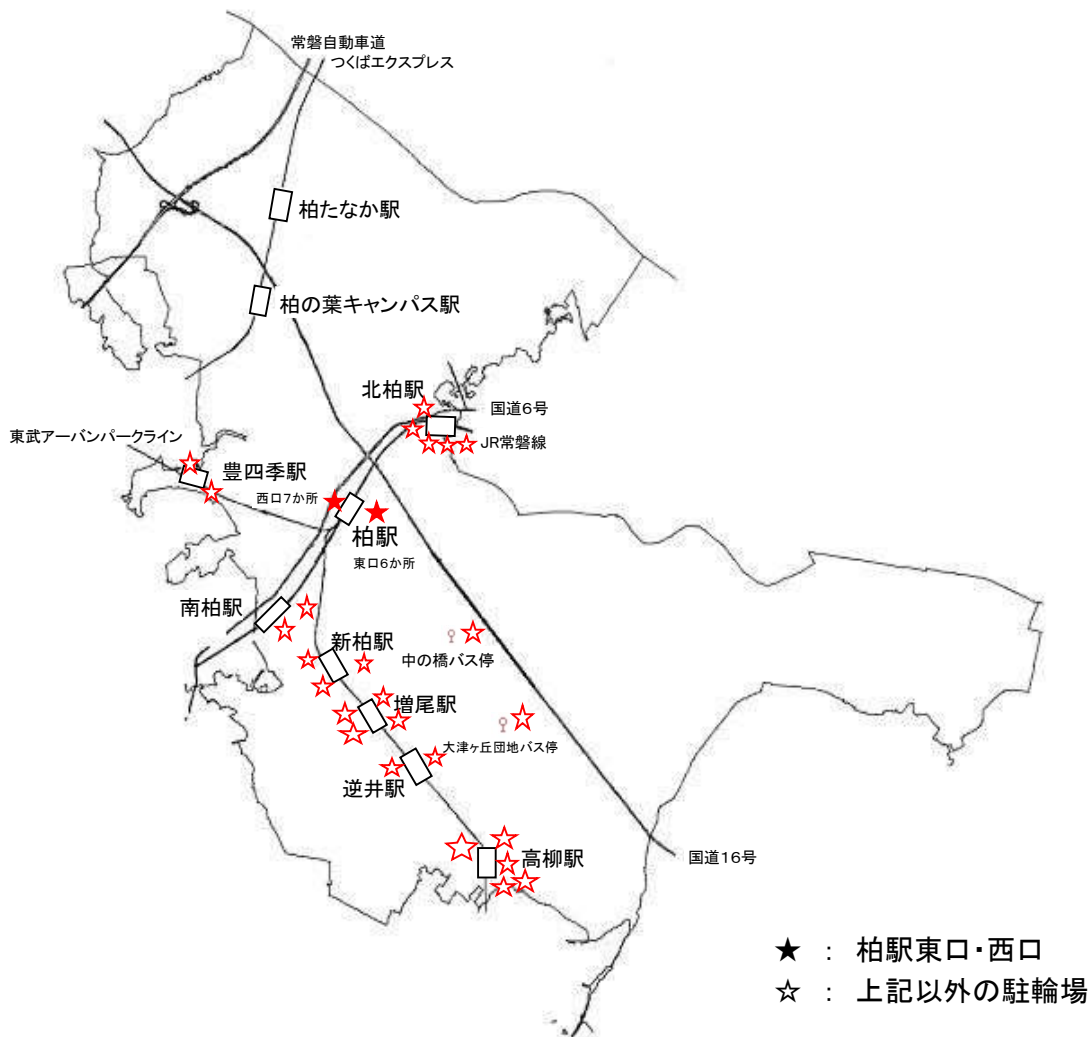 常磐自動車道
つくばエクスプレス
柏たなか駅
柏の葉キャンパス駅
北柏駅
国道6号
JR常磐線
東武アーバンパークライン
豊四季駅
西口7か所
柏駅
東口6か所
南柏駅
新柏駅
中の橋バス停
増尾駅
大津ヶ丘団地バス停
逆井駅
高柳駅
国道16号
★ : 柏駅東口・西口
☆ : 上記以外の駐輪場